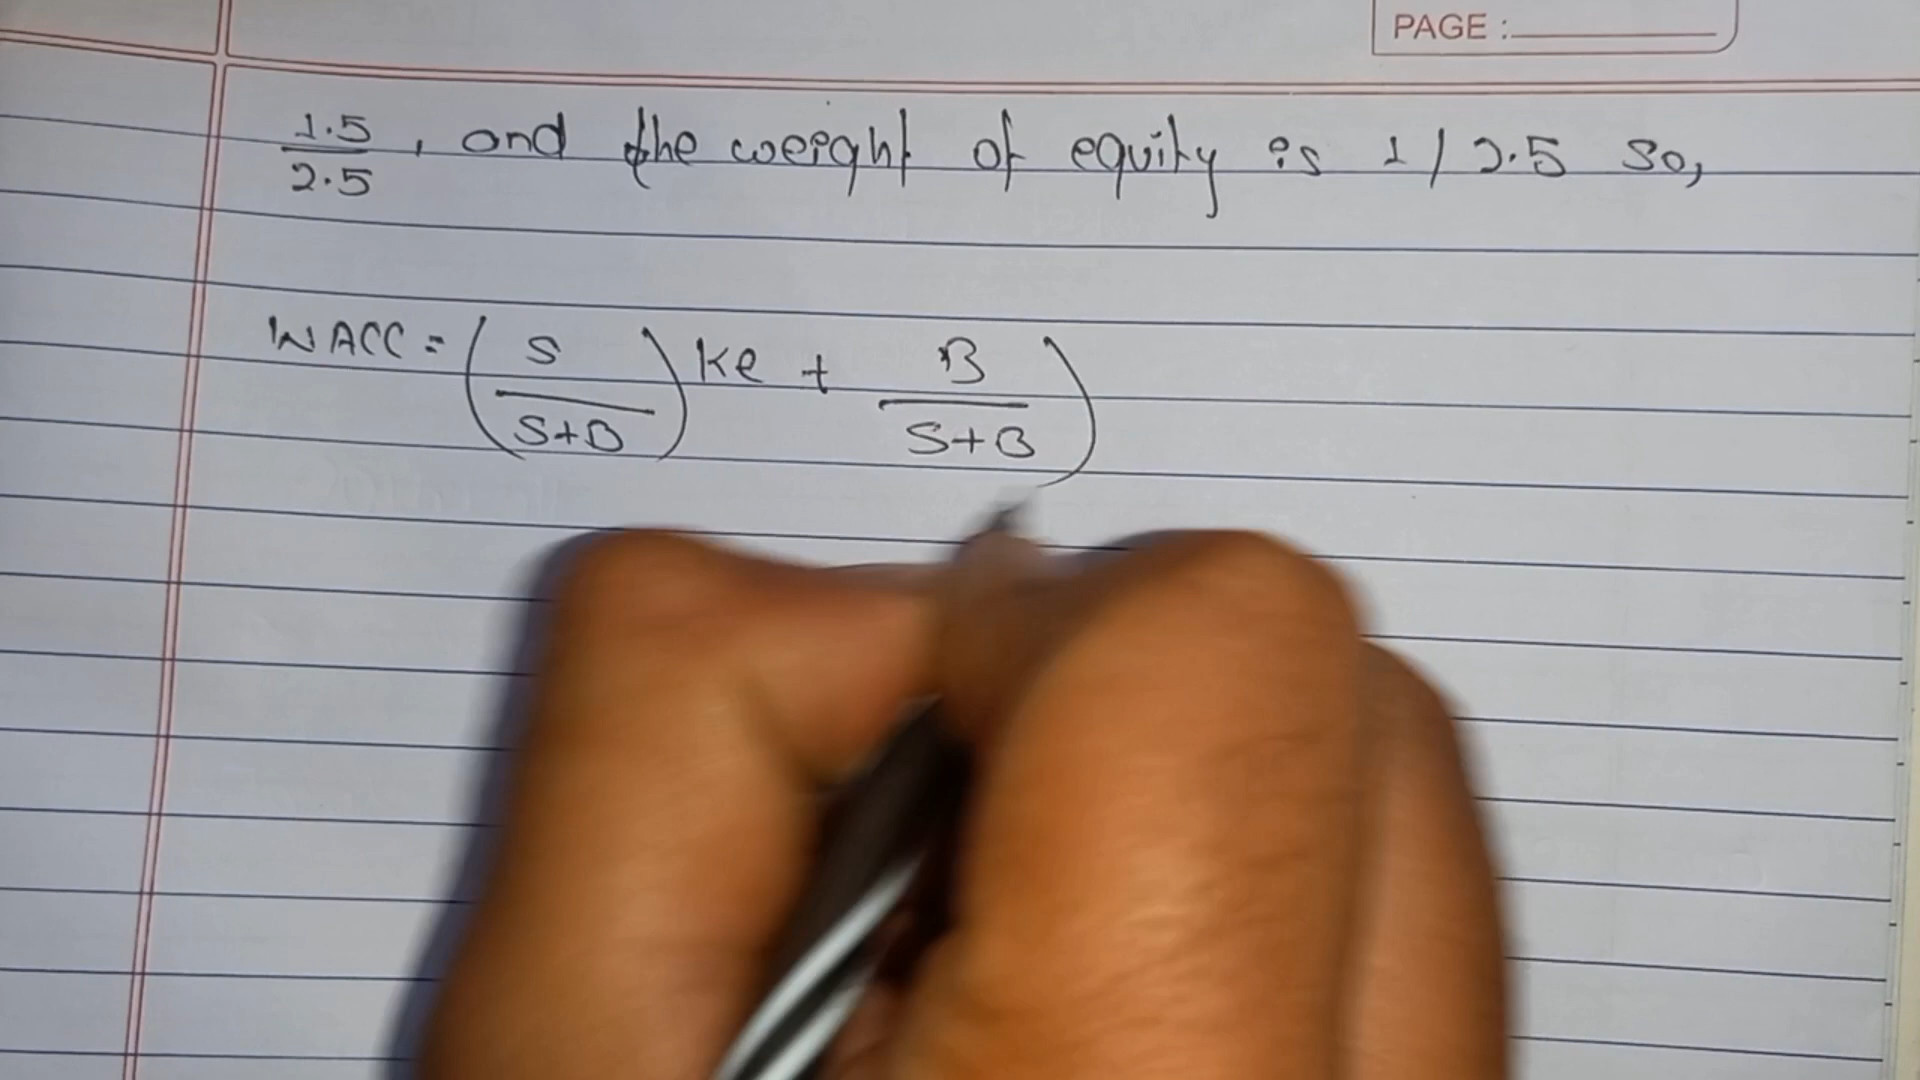 PAGE :
1.5/2.5, and the weight of equity is 1/2.5 so,
WACC = (S/S+B) Ke + B/S+B)